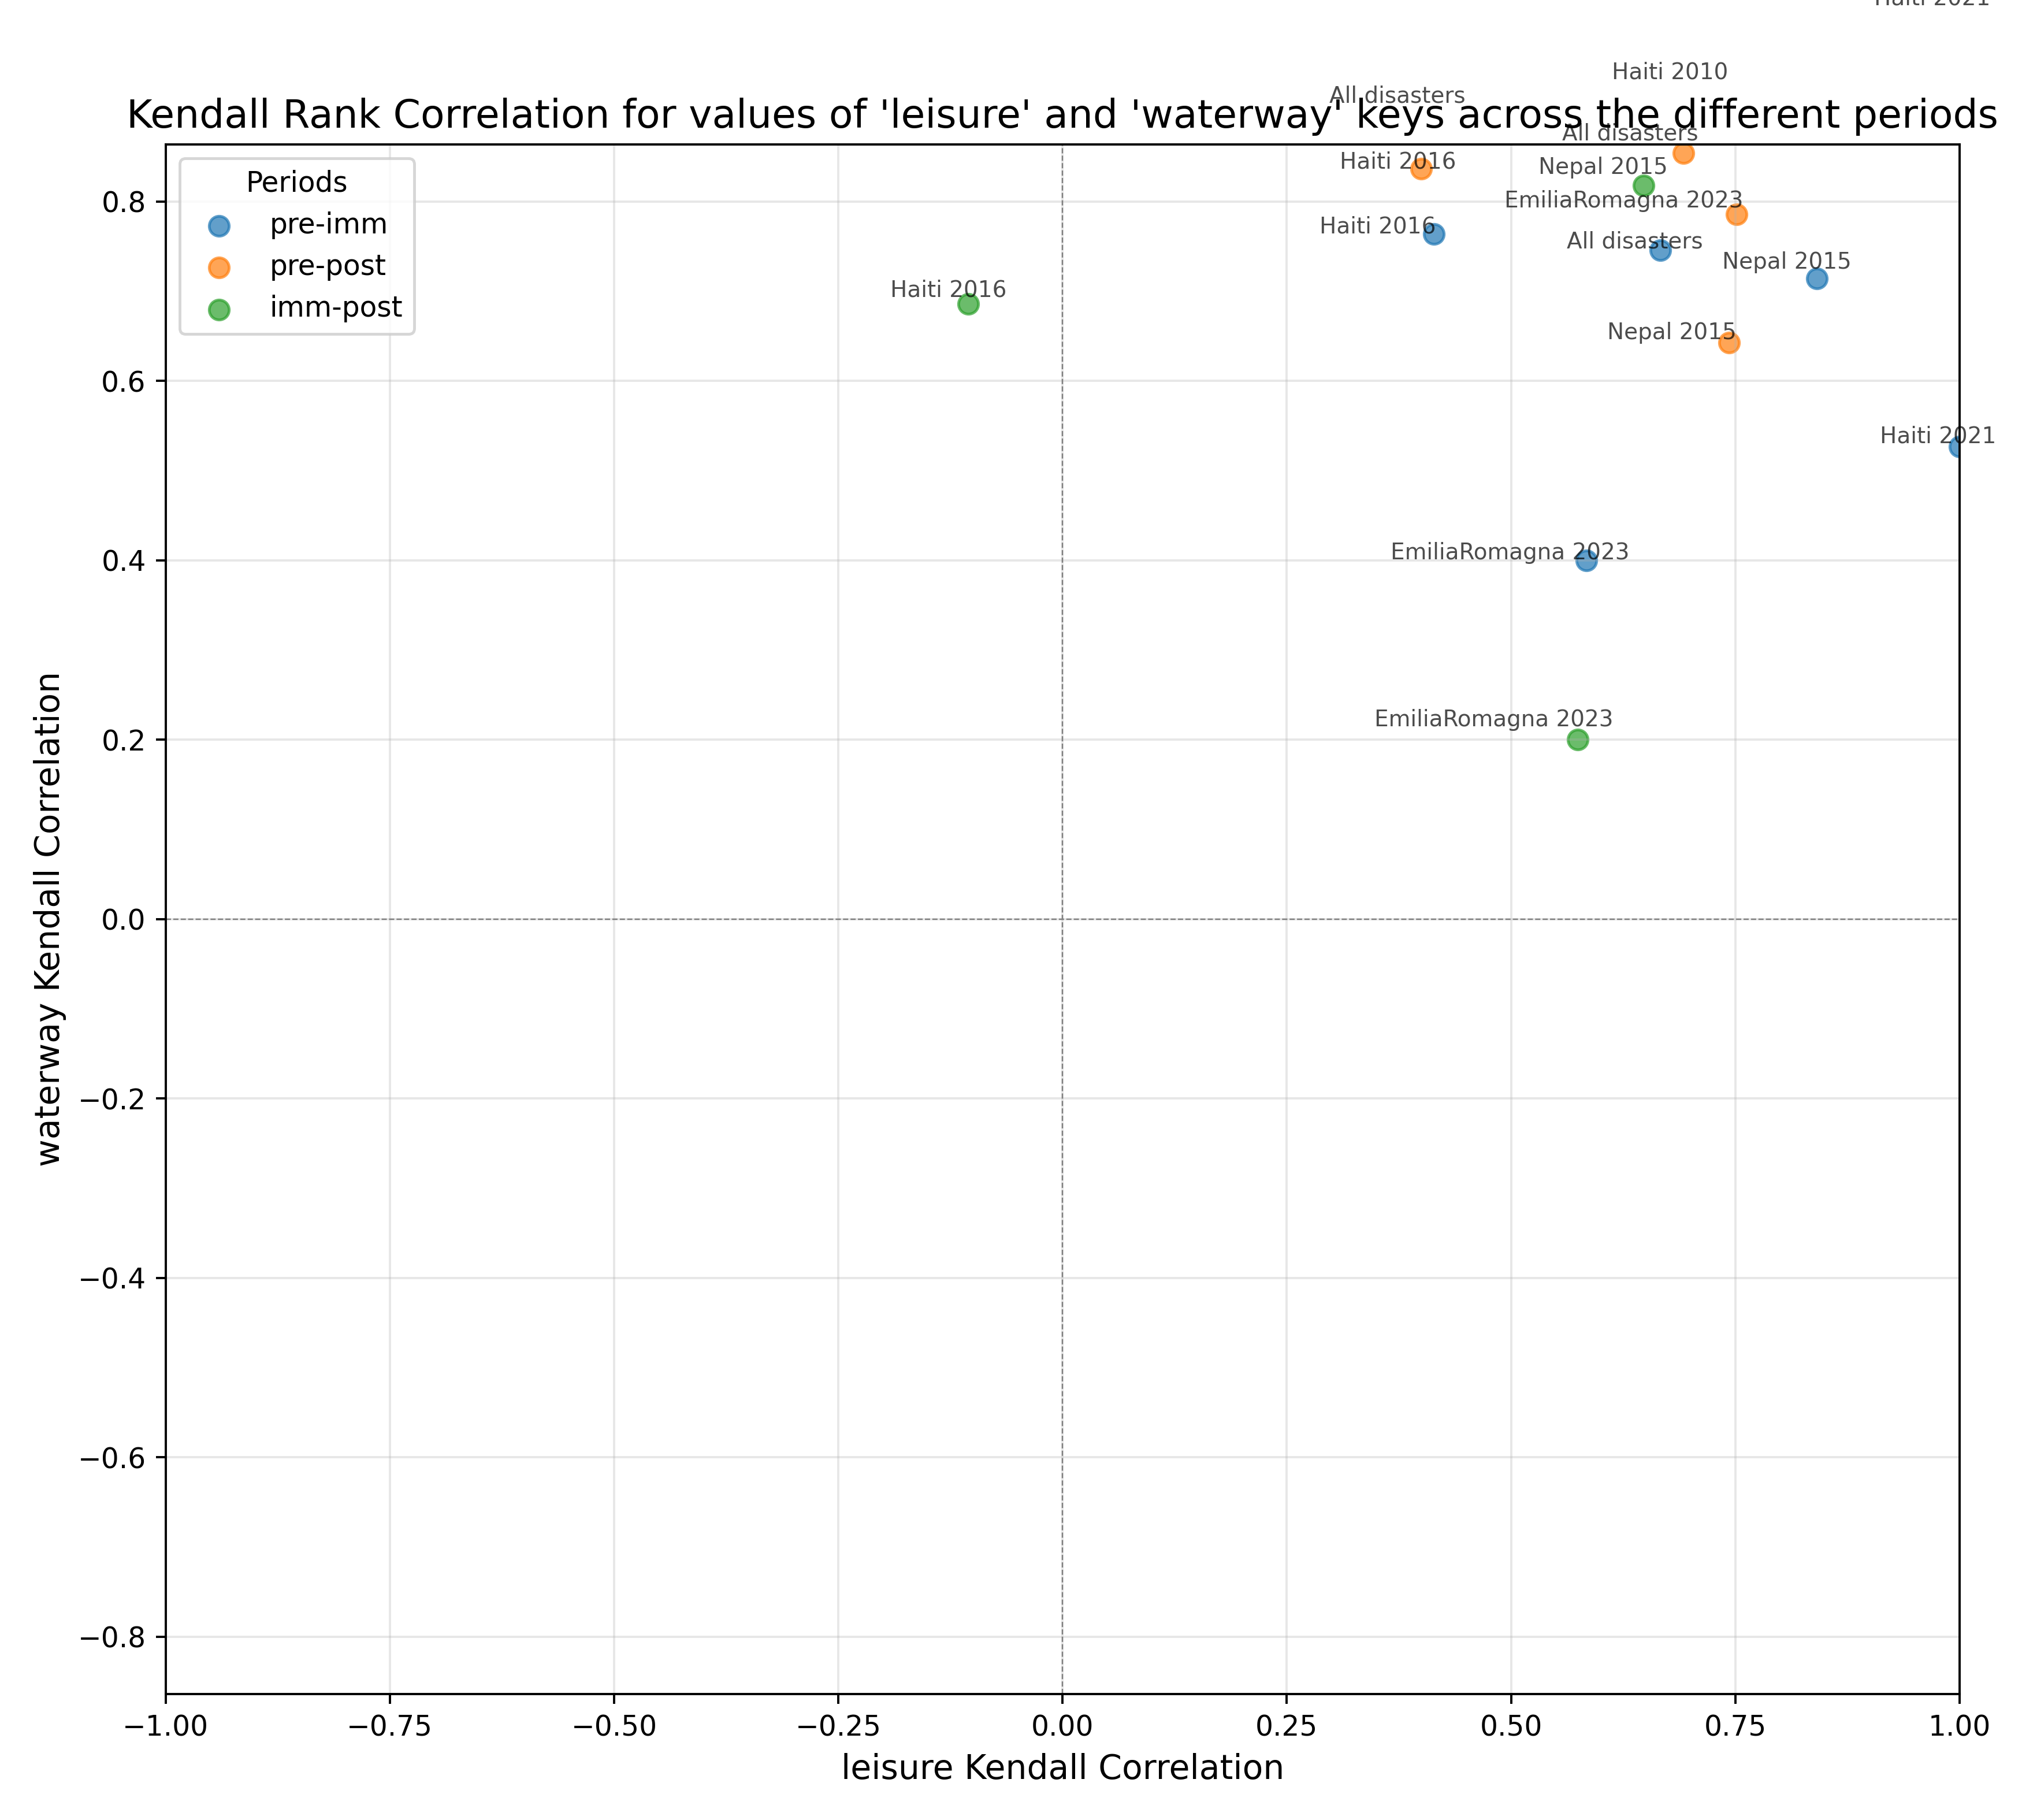 Haiti 2021
Haiti 2010
All disasters
Kendall Rank Correlation for values of 'leisure' and 'waterway' keys across the different periods
All disasters
Haiti 2016
Nepal 2015
EmiliaRomagna 2023
Haiti 2016
All disasters
Nepal 2015
Haiti 2016
Nepal 2015
Haiti 2021
EmiliaRomagna 2023
EmiliaRomagna 2023
Periods
pre-imm
pre-post
imm-post
0.8
0.6
0.4
0.2
0.0
−0.2
−0.4
−0.6
−0.8
waterway Kendall Correlation
−1.00 −0.75 −0.50 −0.25 0.00 0.25 0.50 0.75 1.00
leisure Kendall Correlation